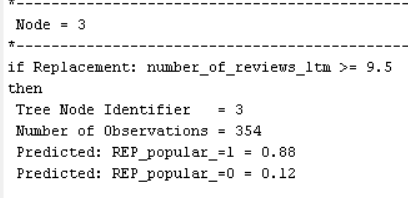 *------------------------------------------------------------
Node = 3
*------------------------------------------------------------
if Replacement: number_of_reviews_ltm >= 9.5
then
Tree Node Identifier   = 3
Number of Observations = 354
Predicted: REP_popular_=1 = 0.88
Predicted: REP_popular_=0 = 0.12